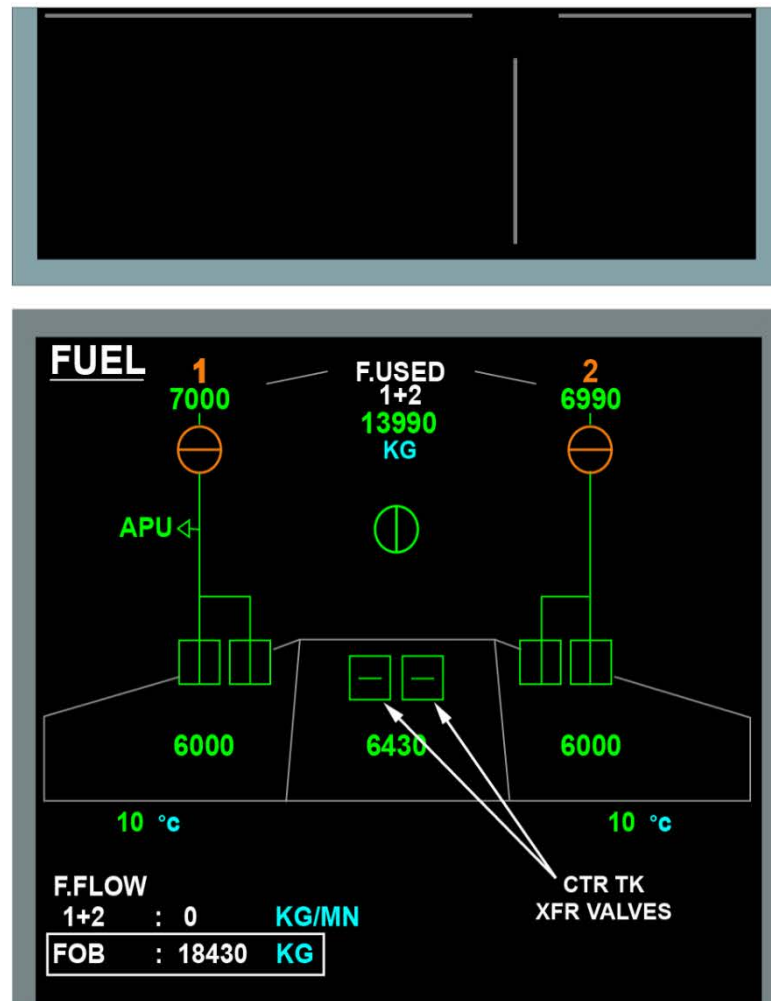 FUEL
1
F.USED
2
7000
1+2
6990
13990
KG
APU
6000
6430
6000
10 °c
10 °c
F.FLOW
1+2 : 0 KG/MN
FOB : 18430 KG
CTR TK
XFR VALVES